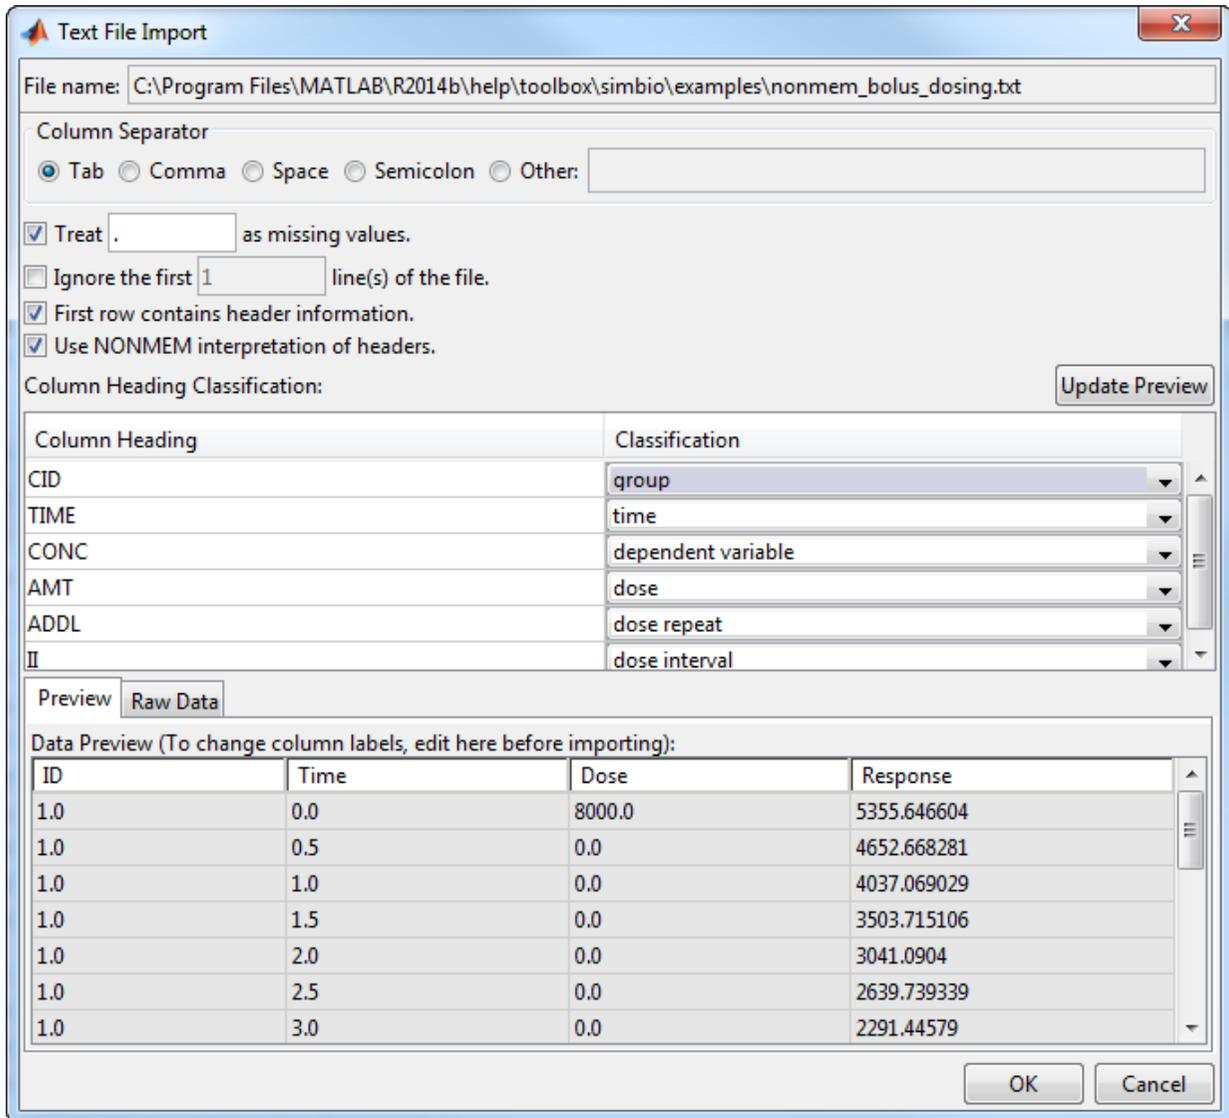 Text File Import
File name: C:\Program Files\MATLAB\R2014b\help\toolbox\simbio\examples\nonmem_bolus_dosing.txt
Column Separator
Tab Comma Space Semicolon Other:
Treat . as missing values.
Ignore the first 1 line(s) of the file.
First row contains header information.
Use NONMEM interpretation of headers.
Column Heading Classification: Update Preview
Column Heading Classification
CID group
TIME time
CONC dependent variable
AMT dose
ADDL dose repeat
II dose interval
Preview Raw Data
Data Preview (To change column labels, edit here before importing):
ID Time Dose Response
1.0 0.0 8000.0 5355.646604
1.0 0.5 0.0 4652.668281
1.0 1.0 0.0 4037.069029
1.0 1.5 0.0 3503.715106
1.0 2.0 0.0 3041.0904
1.0 2.5 0.0 2639.739339
1.0 3.0 0.0 2291.44579
OK Cancel